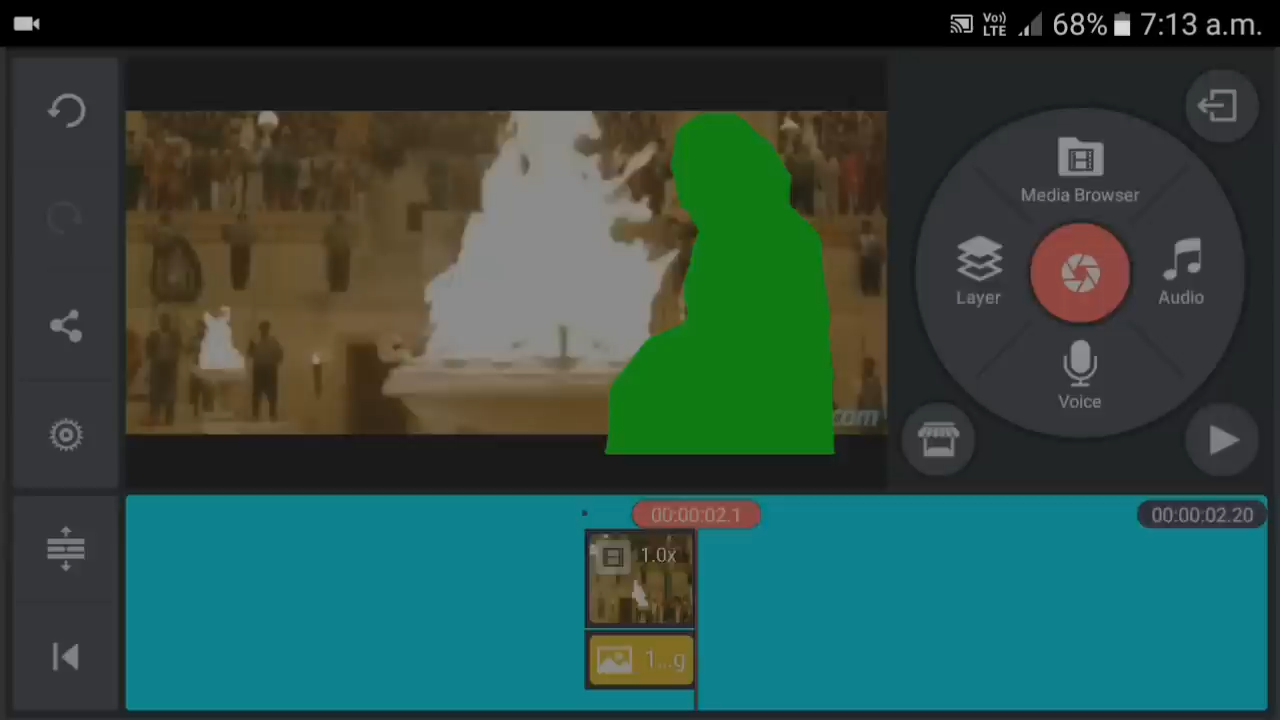 Vo)) LTE 68% 7:13 a.m.
Media Browser
Layer
Audio
Voice
com
00:00:02.1
00:00:02.20
1.0x
1...g